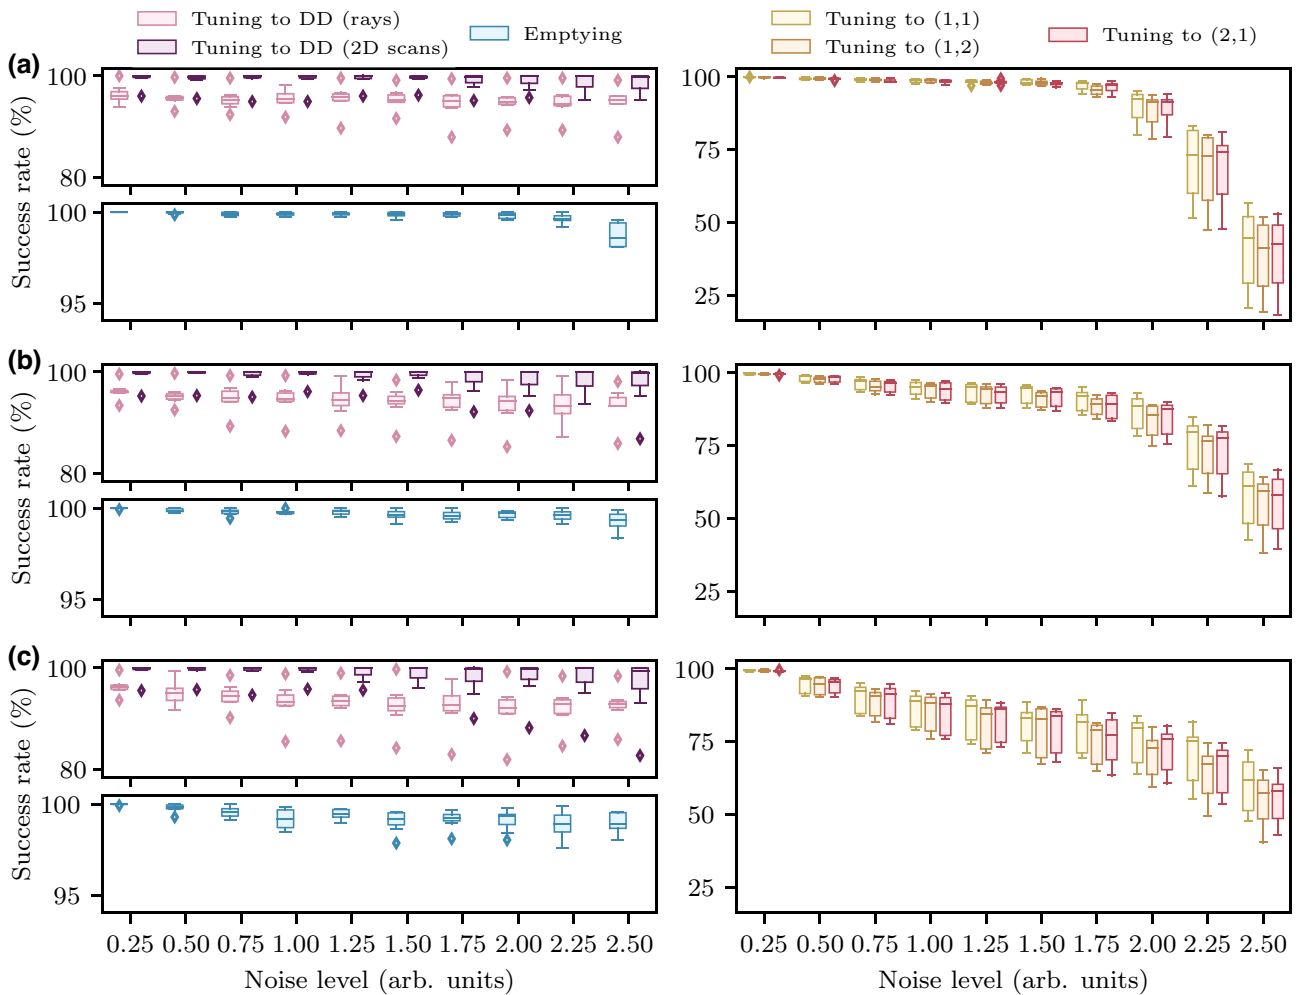 Tuning to DD (rays)
Tuning to DD (2D scans)
Emptying
Tuning to (1,1)
Tuning to (1,2)
Tuning to (2,1)
(a)
Success rate (%)
100
80
100
95
100
75
50
25
(b)
Success rate (%)
100
80
100
95
100
75
50
25
(c)
Success rate (%)
100
80
100
95
100
75
50
25
0.25 0.50 0.75 1.00 1.25 1.50 1.75 2.00 2.25 2.50
Noise level (arb. units)
0.25 0.50 0.75 1.00 1.25 1.50 1.75 2.00 2.25 2.50
Noise level (arb. units)